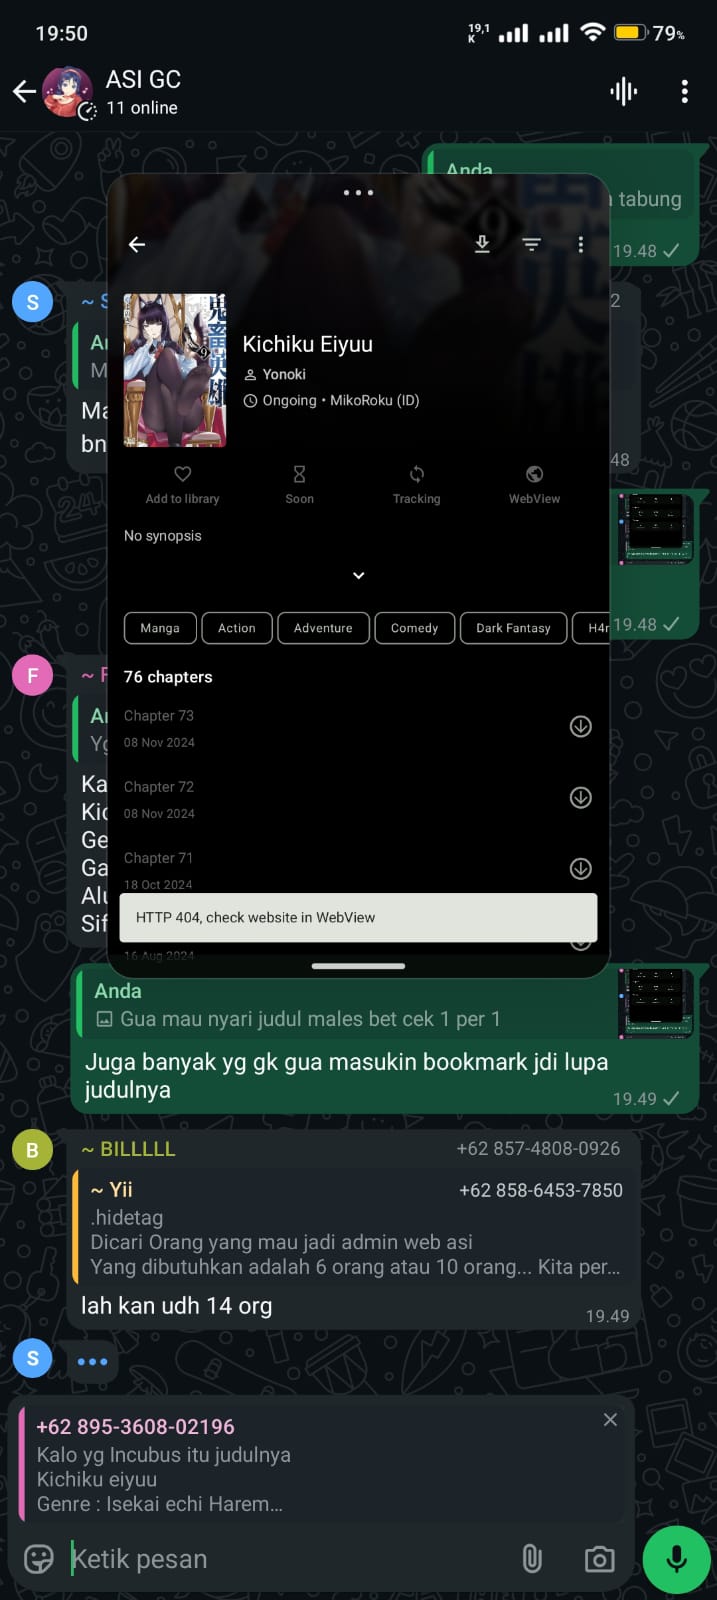 19:50
19,1
K
79%
ASI GC
11 online
Anda
tabung
19.48
S
~ S
2
A
M
Ma
bn
48
Kichiku Eiyuu
Yonoki
Ongoing • MikoRoku (ID)
Add to library
Soon
Tracking
WebView
No synopsis
19.48
Manga
Action
Adventure
Comedy
Dark Fantasy
H4r
F
~ F
76 chapters
Chapter 73
08 Nov 2024
Chapter 72
08 Nov 2024
Chapter 71
18 Oct 2024
HTTP 404, check website in WebView
16 Aug 2024
Yg
Ka
Kic
Ge
Ga
Alu
Sif
Anda
Gua mau nyari judul males bet cek 1 per 1
Juga banyak yg gk gua masukin bookmark jdi lupa
judulnya
19.49
B
~ BILLLLL
+62 857-4808-0926
~ Yii
+62 858-6453-7850
.hidetag
Dicari Orang yang mau jadi admin web asi
Yang dibutuhkan adalah 6 orang atau 10 orang... Kita per...
lah kan udh 14 org
19.49
S
+62 895-3608-02196
Kalo yg Incubus itu judulnya
Kichiku eiyuu
Genre : Isekai echi Harem...
Ketik pesan